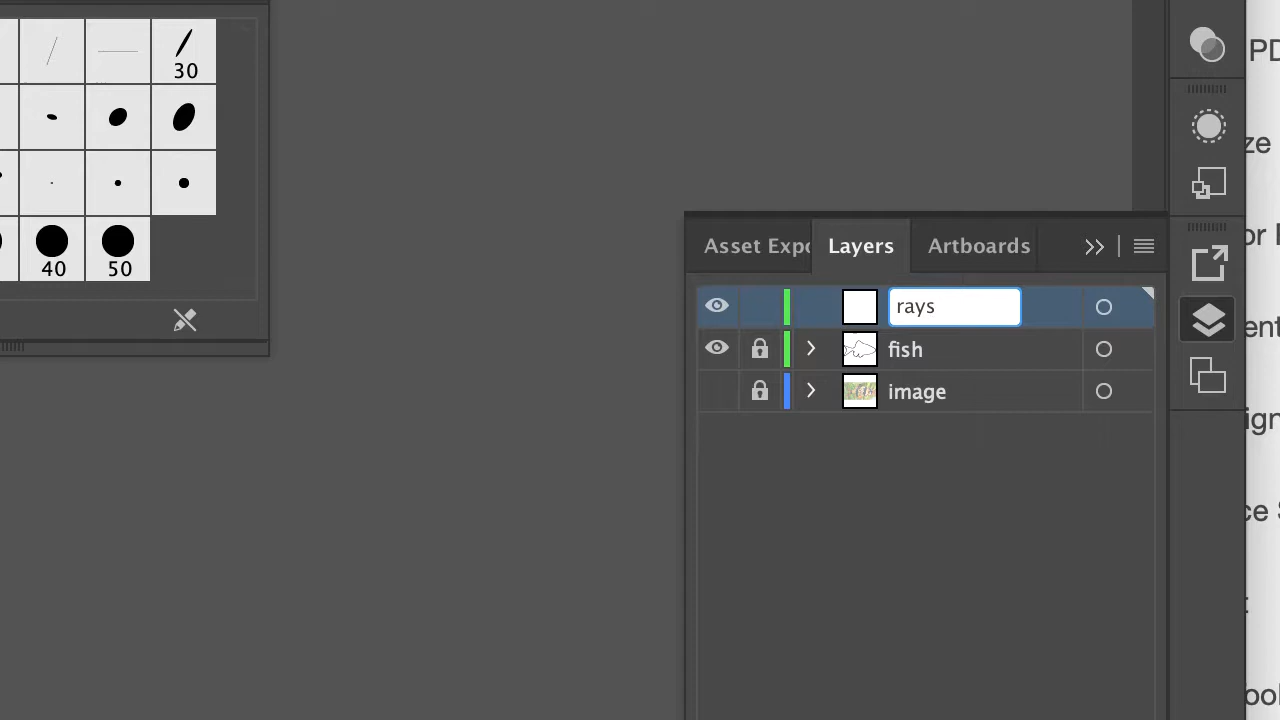 30
40
50
Asset Expo
Layers
Artboards
rays
fish
image
PD
ze
or
ent
ign
ce S
t
ool